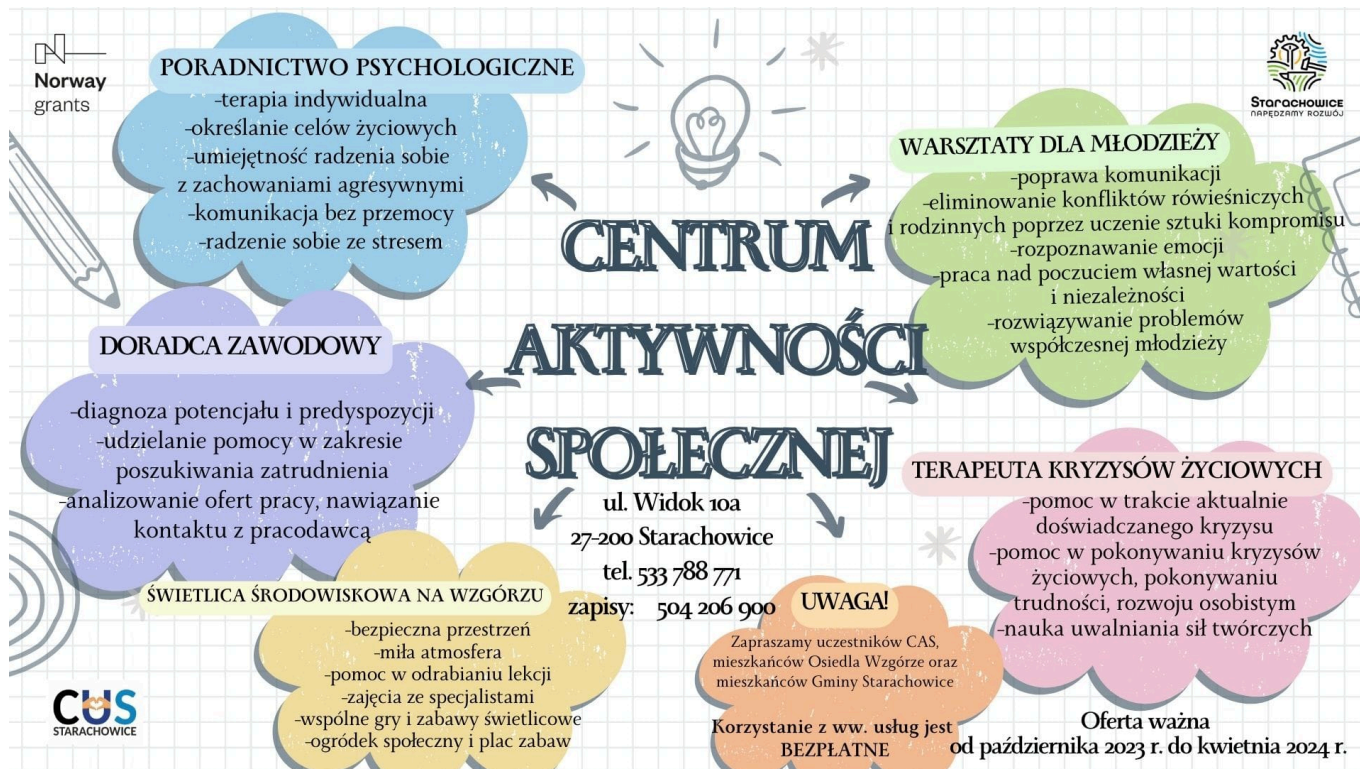 Norway
grants
PORADNICTWO PSYCHOLOGICZNE
-terapia indywidualna
-określanie celów życiowych
-umiejętność radzenia sobie
z zachowaniami agresywnymi
-komunikacja bez przemocy
-radzenie sobie ze stresem
STARACHOWICE
NAPĘDZAMY ROZWÓJ
WARSZTATY DLA MŁODZIEŻY
-poprawa komunikacji
-eliminowanie konfliktów rówieśniczych
i rodzinnych poprzez uczenie sztuki kompromisu
-rozpoznawanie emocji
-praca nad poczuciem własnej wartości
i niezależności
-rozwiązywanie problemów
współczesnej młodzieży
CENTRUM
AKTYWNOŚCI
SPOŁECZNEJ
ul. Widok 10a
27-200 Starachowice
tel. 533 788 771
zapisy: 504 206 900
DORADCA ZAWODOWY
-diagnoza potencjału i predyspozycji
-udzielanie pomocy w zakresie
poszukiwania zatrudnienia
-analizowanie ofert pracy, nawiązanie
kontaktu z pracodawcą
TERAPEUTA KRYZYSÓW ŻYCIOWYCH
-pomoc w trakcie aktualnie
doświadczanego kryzysu
-pomoc w pokonywaniu kryzysów
życiowych, pokonywaniu
trudności, rozwoju osobistym
-nauka uwalniania sił twórczych
ŚWIETLICA ŚRODOWISKOWA NA WZGÓRZU
-bezpieczna przestrzeń
-miła atmosfera
-pomoc w odrabianiu lekcji
-zajęcia ze specjalistami
-wspólne gry i zabawy świetlicowe
-ogródek społeczny i plac zabaw
UWAGA!
Zapraszamy uczestników CAS,
mieszkańców Osiedla Wzgórze oraz
mieszkańców Gminy Starachowice
Korzystanie z ww. usług jest
BEZPŁATNE
CUS
STARACHOWICE
Oferta ważna
od października 2023 r. do kwietnia 2024 r.